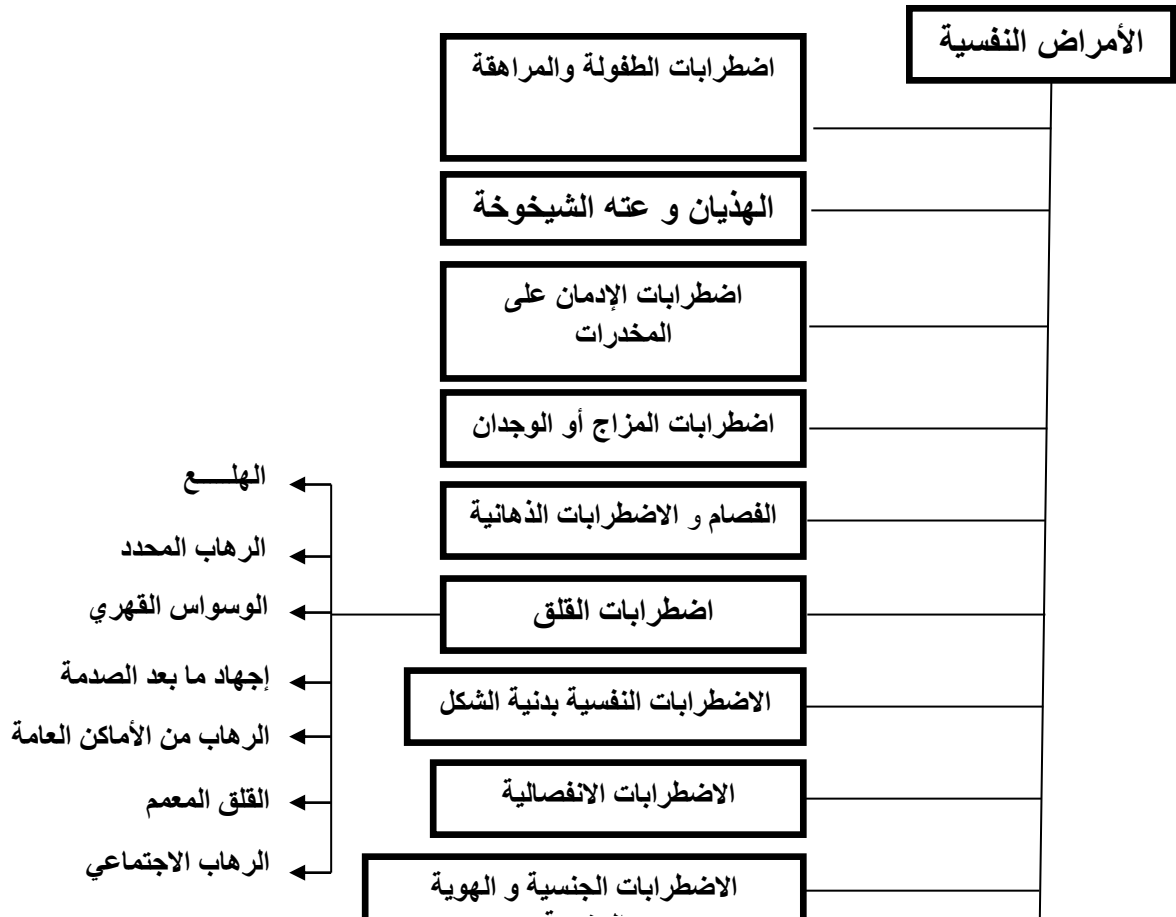 الأمراض النفسية
اضطرابات الطفولة والمراهقة
الهذيان و عته الشيخوخة
اضطرابات الإدمان على
المخدرات
اضطرابات المزاج أو الوجدان
الفصام و الاضطرابات الذهانية
اضطرابات القلق
الهلـــع
الرهاب المحدد
الوسواس القهري
إجهاد ما بعد الصدمة
الرهاب من الأماكن العامة
القلق المعمم
الرهاب الاجتماعي
الاضطرابات النفسية بدنية الشكل
الاضطرابات الانفصالية
الاضطرابات الجنسية و الهوية